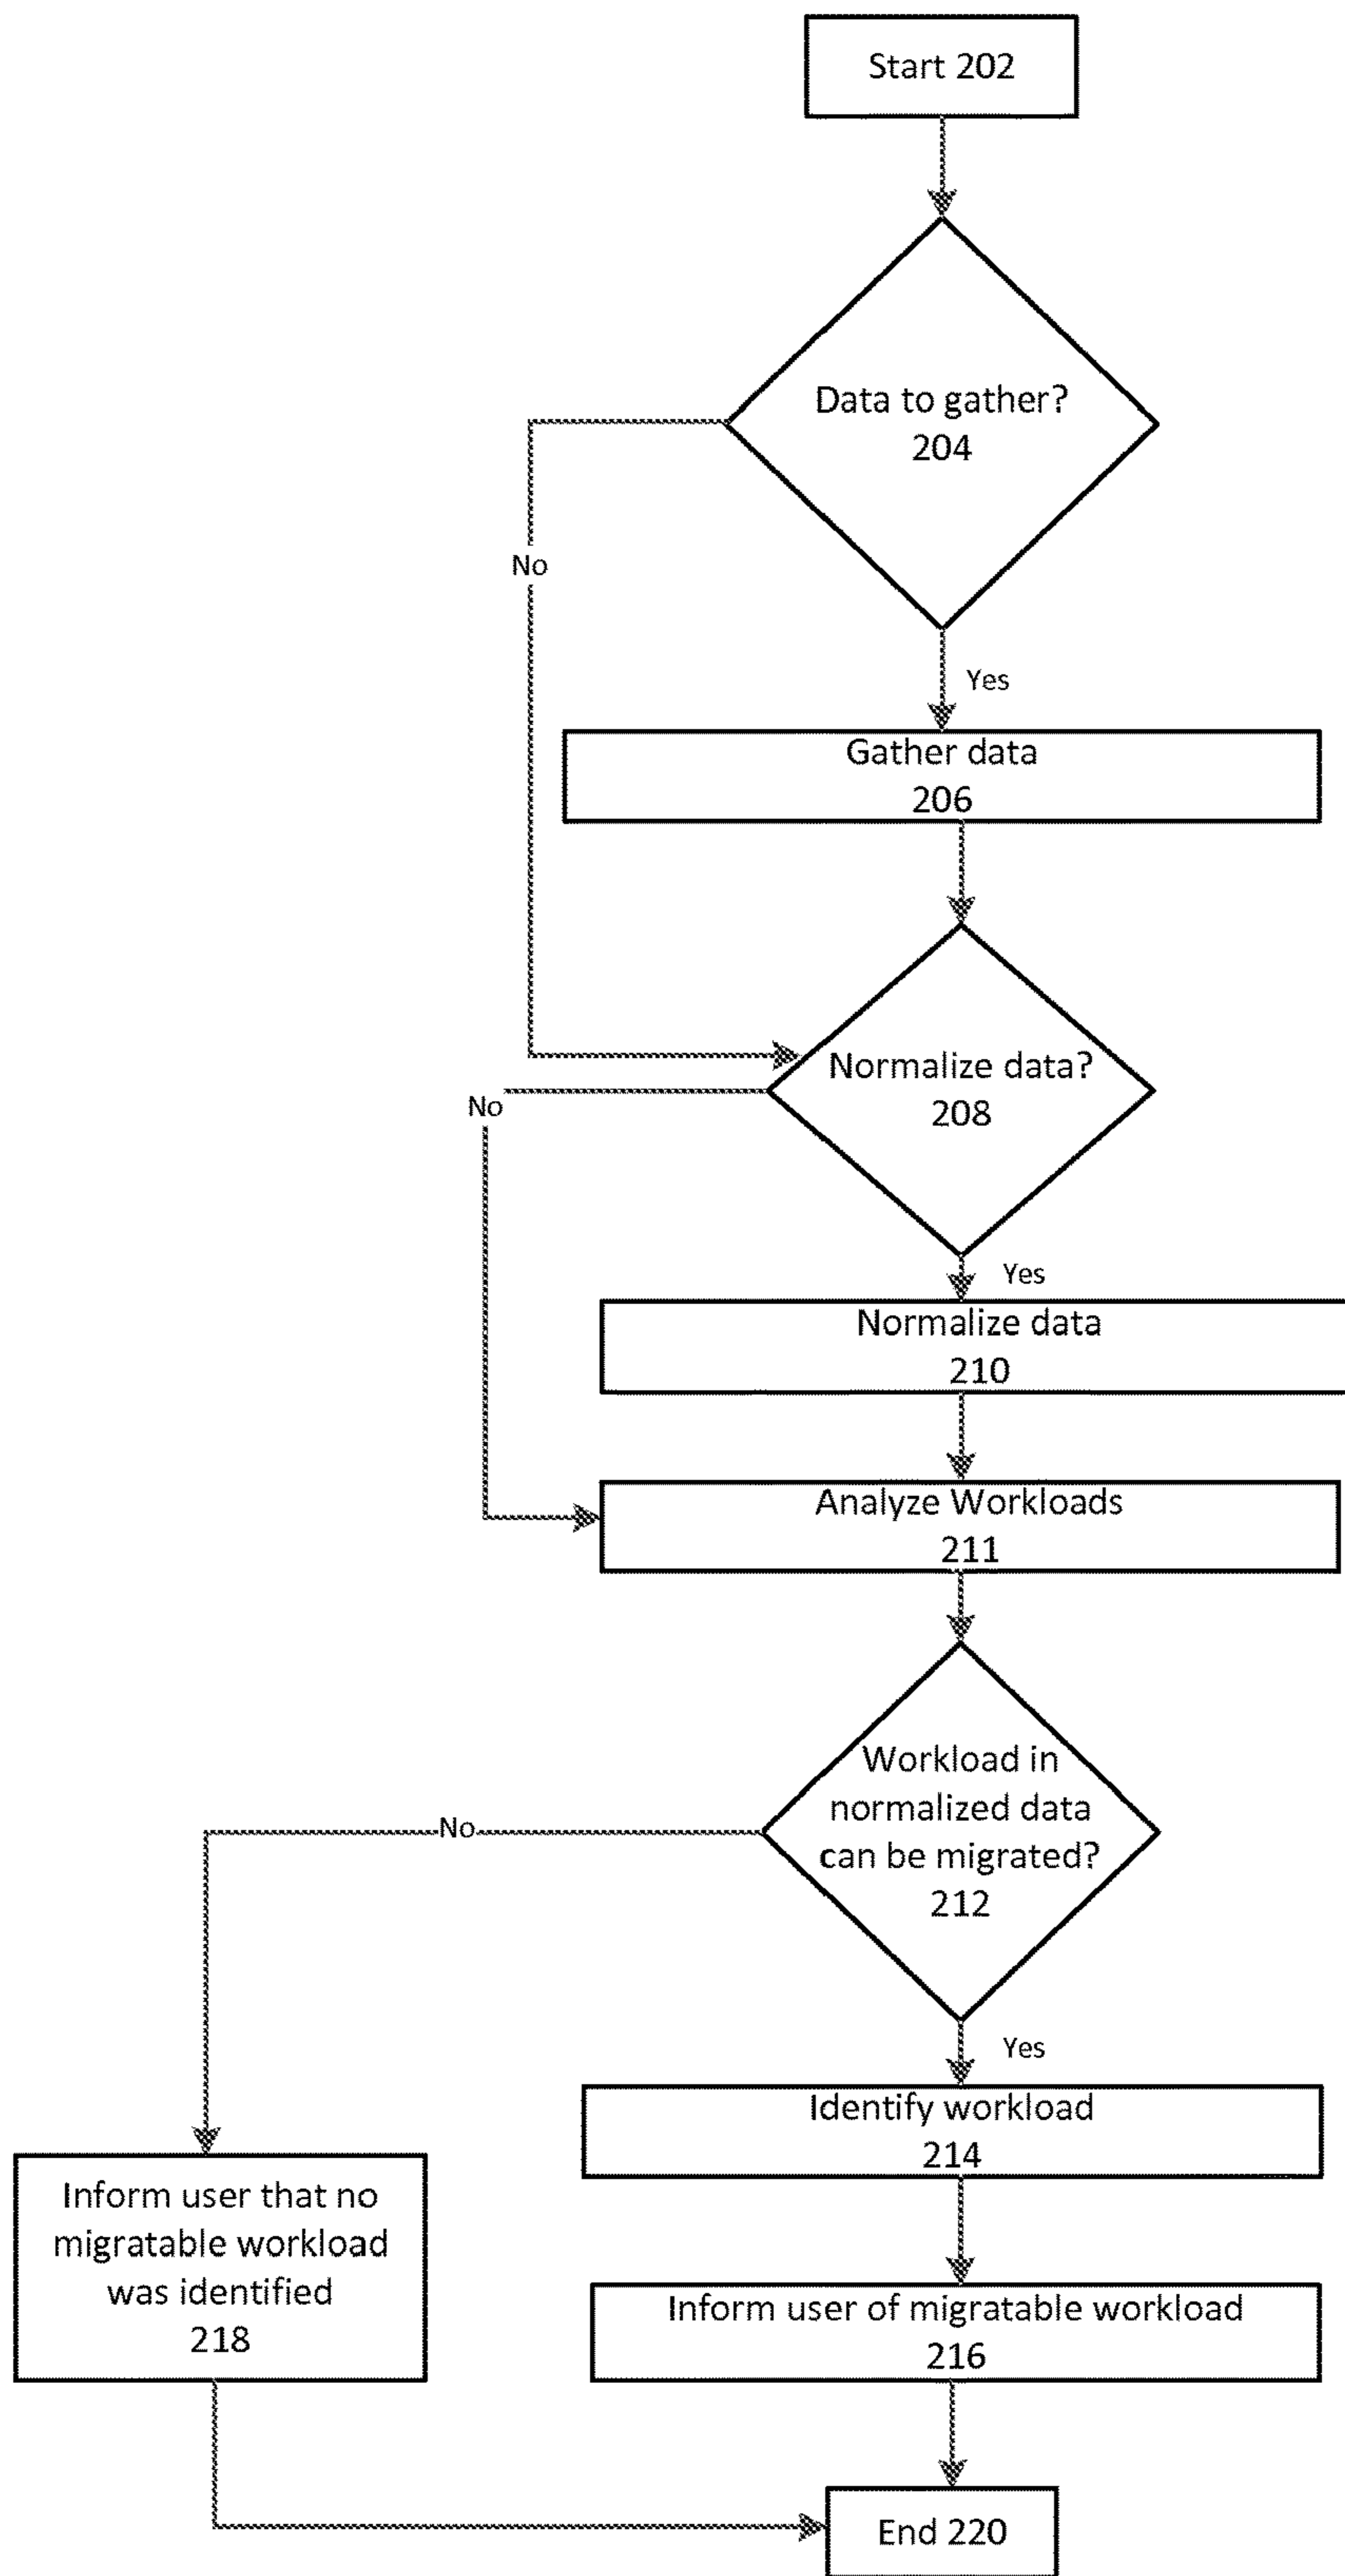 Start 202
Data to gather?
204
No
Yes
Gather data
206
Normalize data?
208
No
Yes
Normalize data
210
Analyze Workloads
211
Workload in
normalized data
can be migrated?
212
No
Yes
Identify workload
214
Inform user that no
migratable workload
was identified
218
Inform user of migratable workload
216
End 220